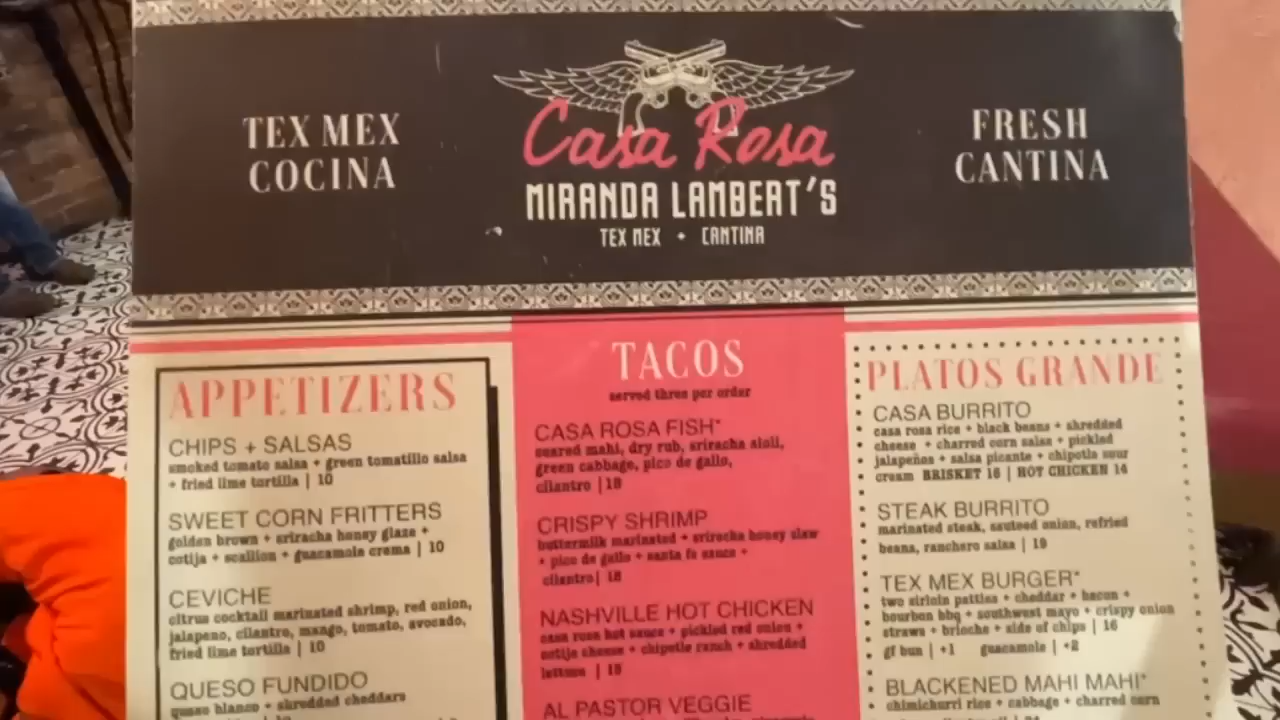 TEX MEX
COCINA
Casa Rosa
MIRANDA LAMBERT'S
TEX MEX + CANTINA
FRESH
CANTINA
APPETIZERS
CHIPS + SALSAS
smoked tomato salsa + green tomatillo salsa
+ fried lime tortilla | 10
SWEET CORN FRITTERS
golden brown + sriracha honey glaze +
cotija + scallion + guacamole crema | 10
CEVICHE
citrus cocktail marinated shrimp, red onion,
jalapeno, cilantro, mango, tomato, avocado,
fried lime tortilla | 10
QUESO FUNDIDO
queso blanco + shredded cheddars
TACOS
served three per order
CASA ROSA FISH*
seared mahi, dry rub, sriracha aioli,
green cabbage, pico de gallo,
cilantro |
CRISPY SHRIMP
buttermilk marinated + sriracha honey slaw
+ pico de gallo + santa fe sauce +
cilantro|
NASHVILLE HOT CHICKEN
casa rosa hot sauce + pickled red onion +
cotija cheese + chipotle ranch + shredded
lettuce |
AL PASTOR VEGGIE
PLATOS GRANDE
CASA BURRITO
casa rosa rice + black beans + shredded
cheese + charred corn salsa + pickled
jalapeños + salsa picante + chipotle sour
cream BRISKET | HOT CHICKEN 14
STEAK BURRITO
marinated steak, sauteed onion, refried
beans, ranchero salsa | 19
TEX MEX BURGER*
two sirloin patties + cheddar + bacon +
bourbon bbq + southwest mayo + crispy onion
straws + brioche + side of chips | 16
gf bun | +1 guacamole | +2
BLACKENED MAHI MAHI*
chimichurri rice + cabbage + charred corn